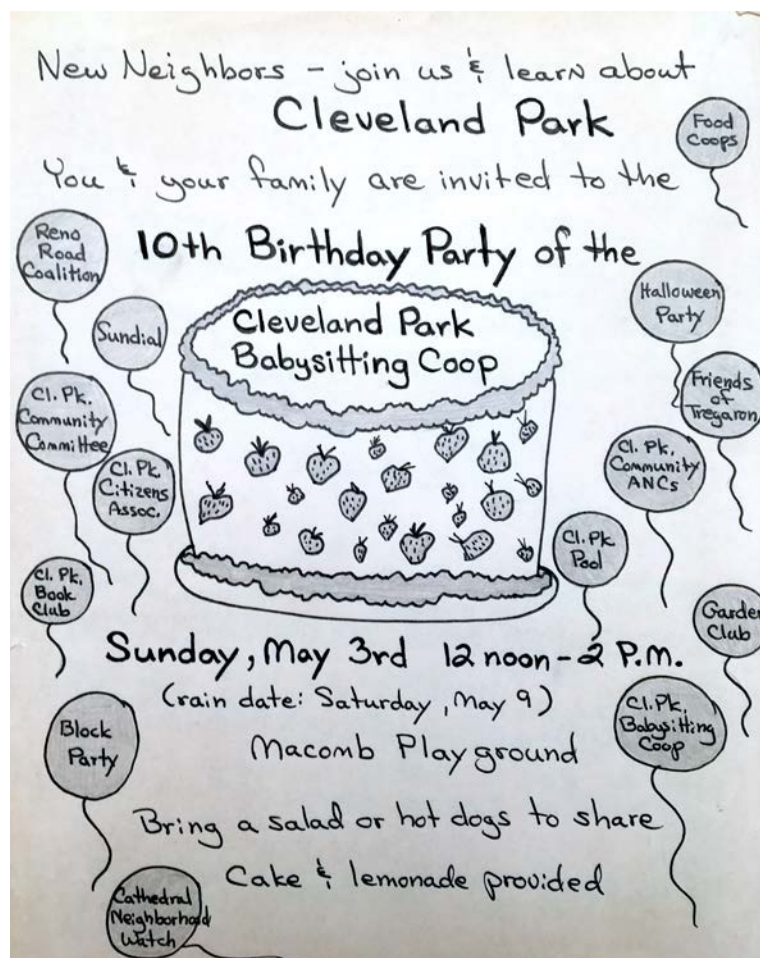 New Neighbors - join us & learn about
Cleveland Park
You & your family are invited to the
10th Birthday Party of the
Cleveland Park
Babysitting Coop
Food
Coops
Reno
Road
Coalition
Sundial
Halloween
Party
Cl. Pk.
Community
Committee
Friends
of
Tregaron
Cl. Pk.
Citizens
Assoc.
Cl. Pk.
Community
ANCs
Cl. Pk.
Pool
Cl. Pk.
Book
Club
Garden
Club
Sunday, May 3rd 12 noon - 2 P.M.
(rain date: Saturday, May 9)
Macomb Playground
Block
Party
Cl. Pk.
Babysitting
Coop
Bring a salad or hot dogs to share
Cake & lemonade provided
Cathedral
Neighborhood
Watch